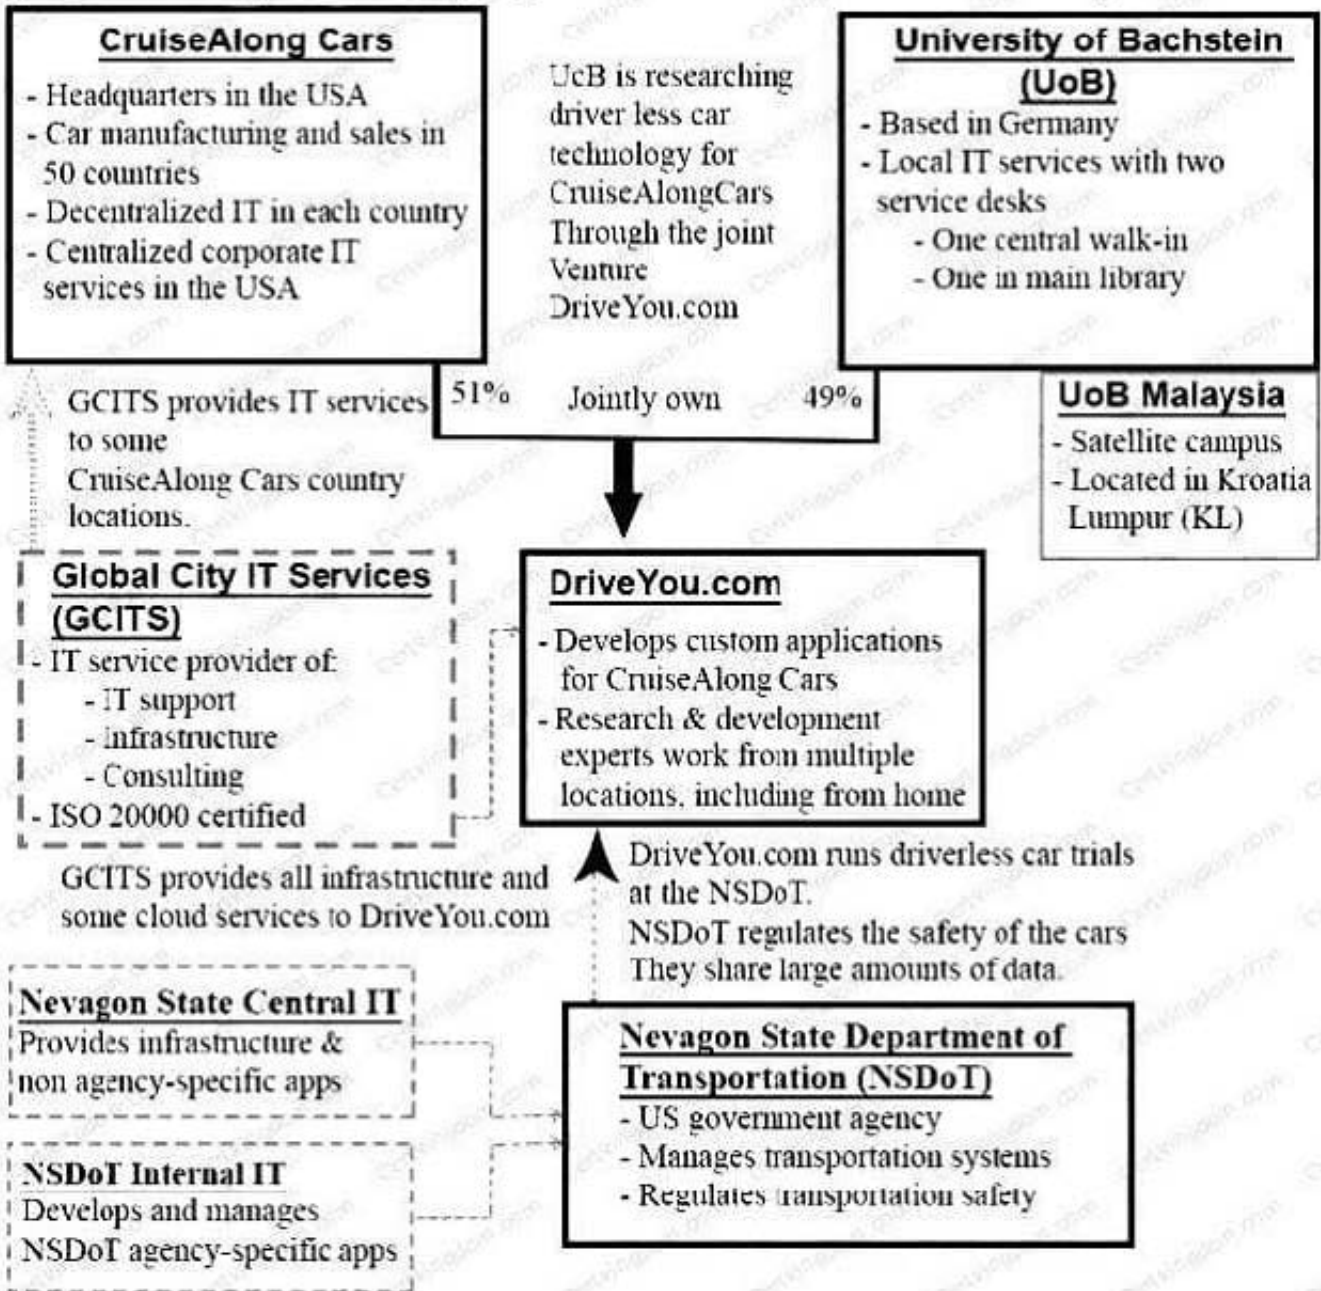 CruiseAlong Cars
- Headquarters in the USA
- Car manufacturing and sales in
50 countries
- Decentralized IT in each country
- Centralized corporate IT
services in the USA
UcB is researching
driver less car
technology for
CruiseAlongCars
Through the joint
Venture
DriveYou.com
University of Bachstein
(UoB)
- Based in Germany
- Local IT services with two
service desks
- One central walk-in
- One in main library
51% Jointly own 49%
UoB Malaysia
- Satellite campus
- Located in Kroatia
Lumpur (KL)
GCITS provides IT services
to some
CruiseAlong Cars country
locations.
Global City IT Services
(GCITS)
- IT service provider of:
- IT support
- Infrastructure
- Consulting
- ISO 20000 certified
DriveYou.com
- Develops custom applications
for CruiseAlong Cars
- Research & development
experts work from multiple
locations, including from home
GCITS provides all infrastructure and
some cloud services to DriveYou.com
DriveYou.com runs driverless car trials
at the NSDoT.
NSDoT regulates the safety of the cars
They share large amounts of data.
Nevagon State Central IT
Provides infrastructure &
non agency-specific apps
NSDoT Internal IT
Develops and manages
NSDoT agency-specific apps
Nevagon State Department of
Transportation (NSDoT)
- US government agency
- Manages transportation systems
- Regulates transportation safety